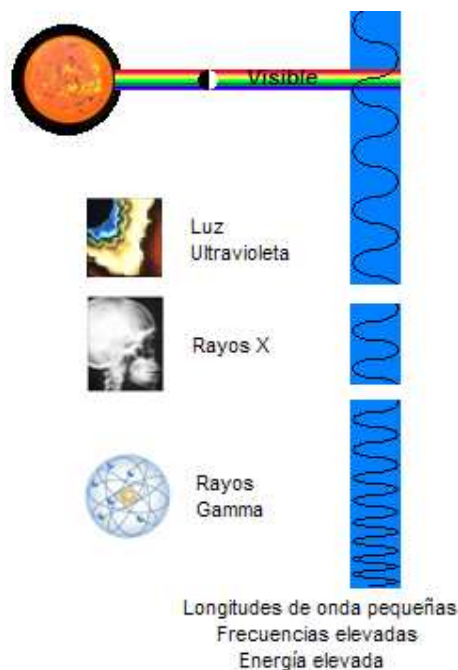 Visible
Luz
Ultravioleta
Rayos X
Rayos
Gamma
Longitudes de onda pequeñas
Frecuencias elevadas
Energía elevada